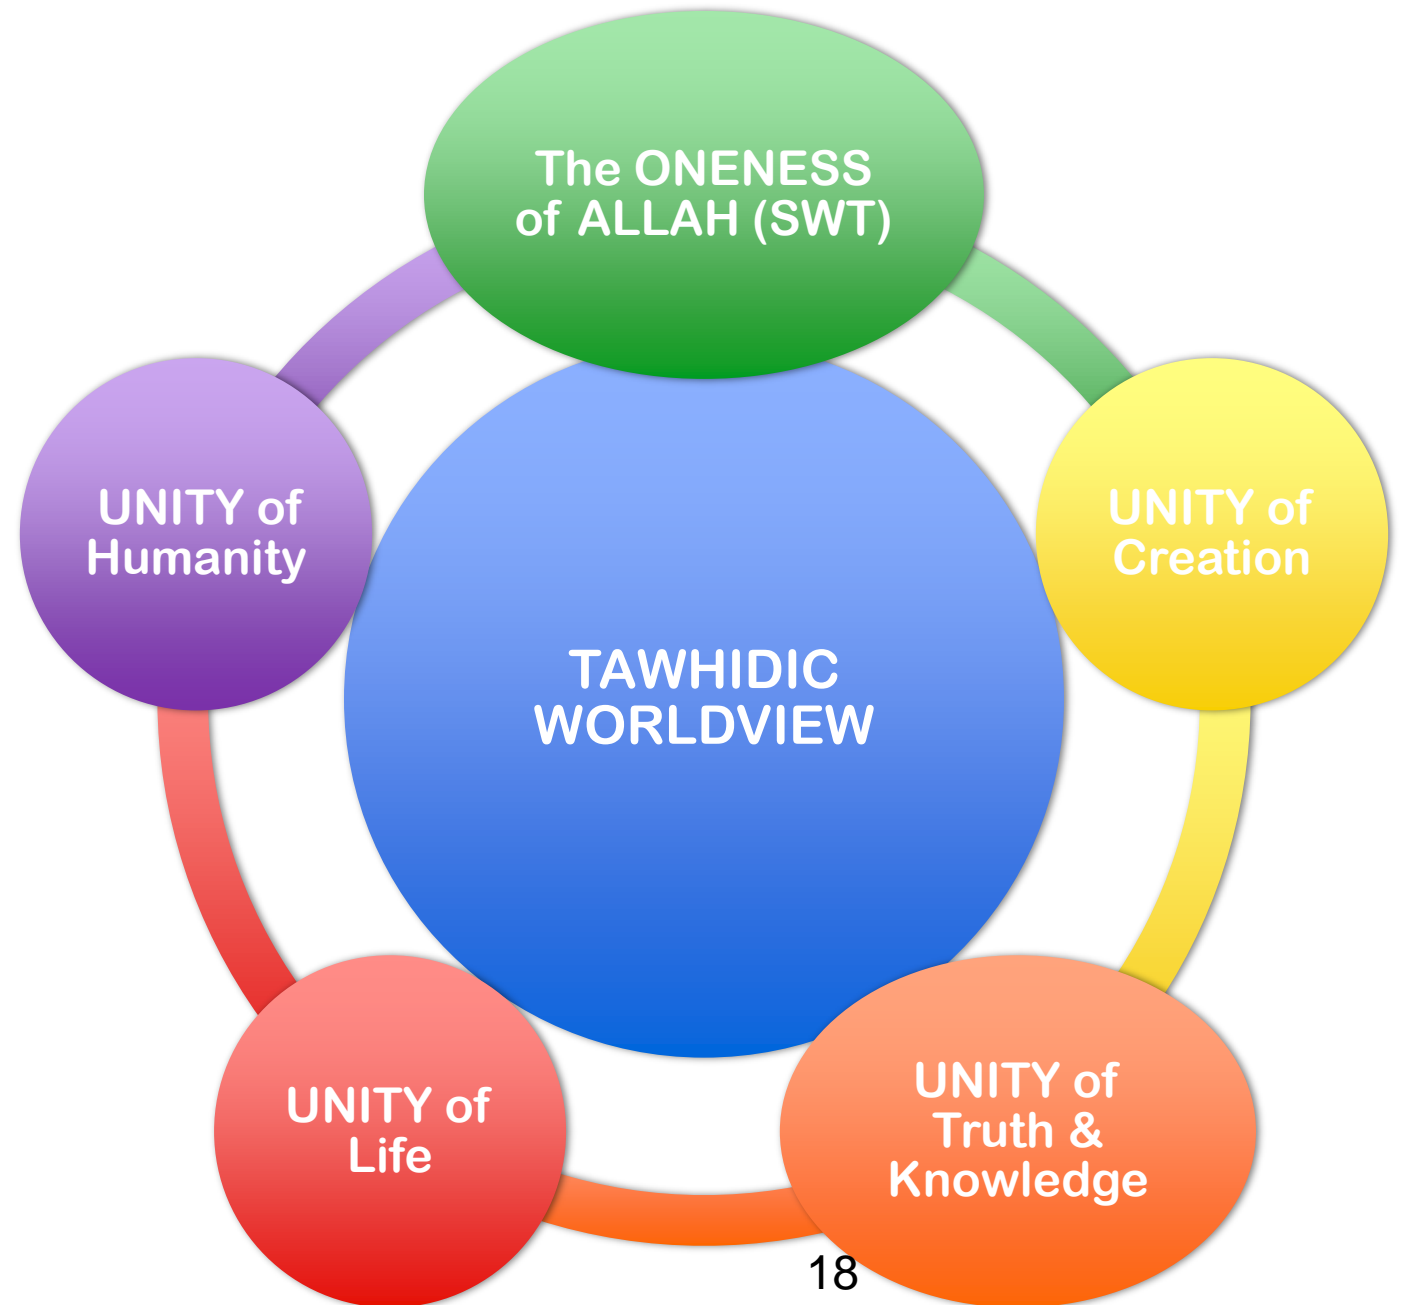 The ONENESS
of ALLAH (SWT)
UNITY of
Humanity
UNITY of
Creation
TAWHIDIC
WORLDVIEW
UNITY of
Life
UNITY of
Truth &
Knowledge
18